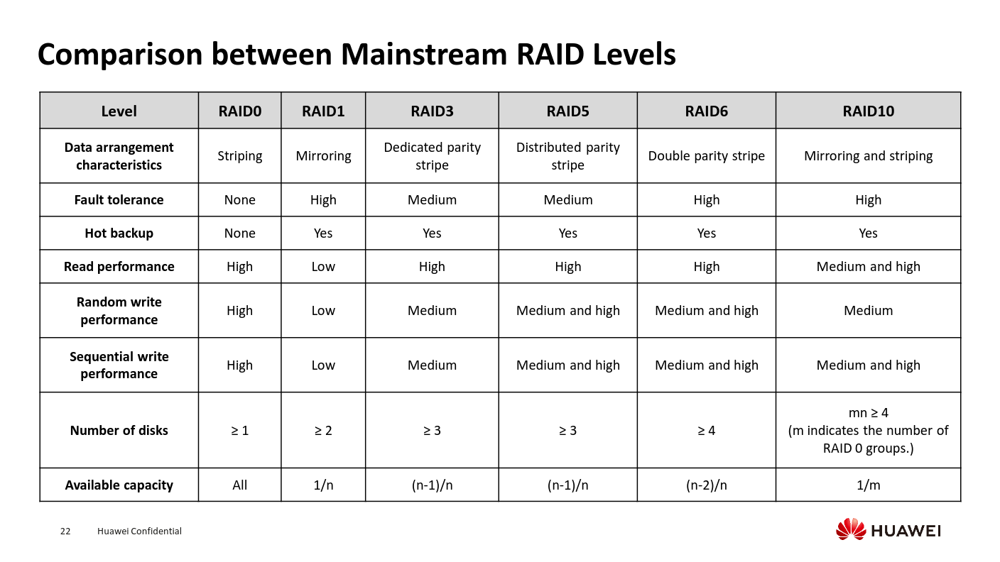 Comparison between Mainstream RAID Levels
Level RAID0 RAID1 RAID3 RAID5 RAID6 RAID10
Data arrangement
characteristics
Striping
Mirroring
Dedicated parity
stripe
Distributed parity
stripe
Double parity stripe
Mirroring and striping
Fault tolerance None High Medium Medium High High
Hot backup None Yes Yes Yes Yes Yes
Read performance High Low High High High Medium and high
Random write
performance
High Low Medium Medium and high Medium and high Medium
Sequential write
performance
High Low Medium Medium and high Medium and high Medium and high
Number of disks ≥ 1 ≥ 2 ≥ 3 ≥ 3 ≥ 4
mn ≥ 4
(m indicates the number of
RAID 0 groups.)
Available capacity All 1/n (n-1)/n (n-1)/n (n-2)/n 1/m
22 Huawei Confidential
HUAWEI